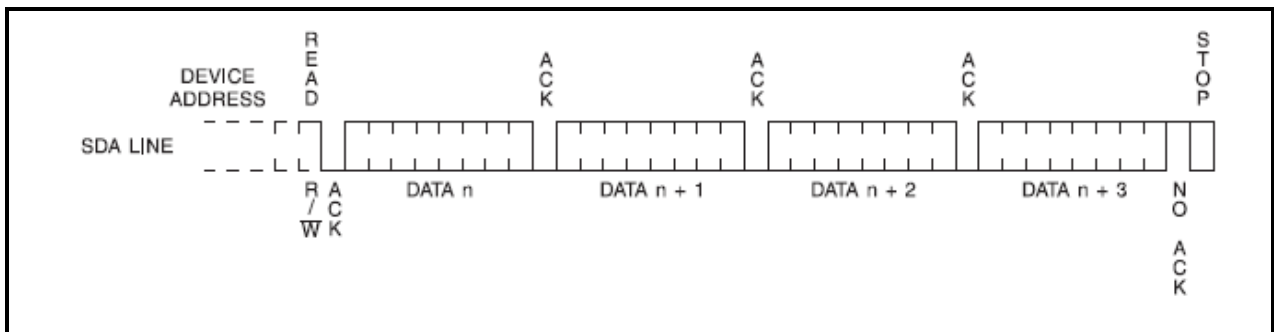 DEVICE
ADDRESS
READ
ACK
ACK
ACK
STOP
SDA LINE
R/W
ACK
DATA n
DATA n + 1
DATA n + 2
DATA n + 3
NO ACK